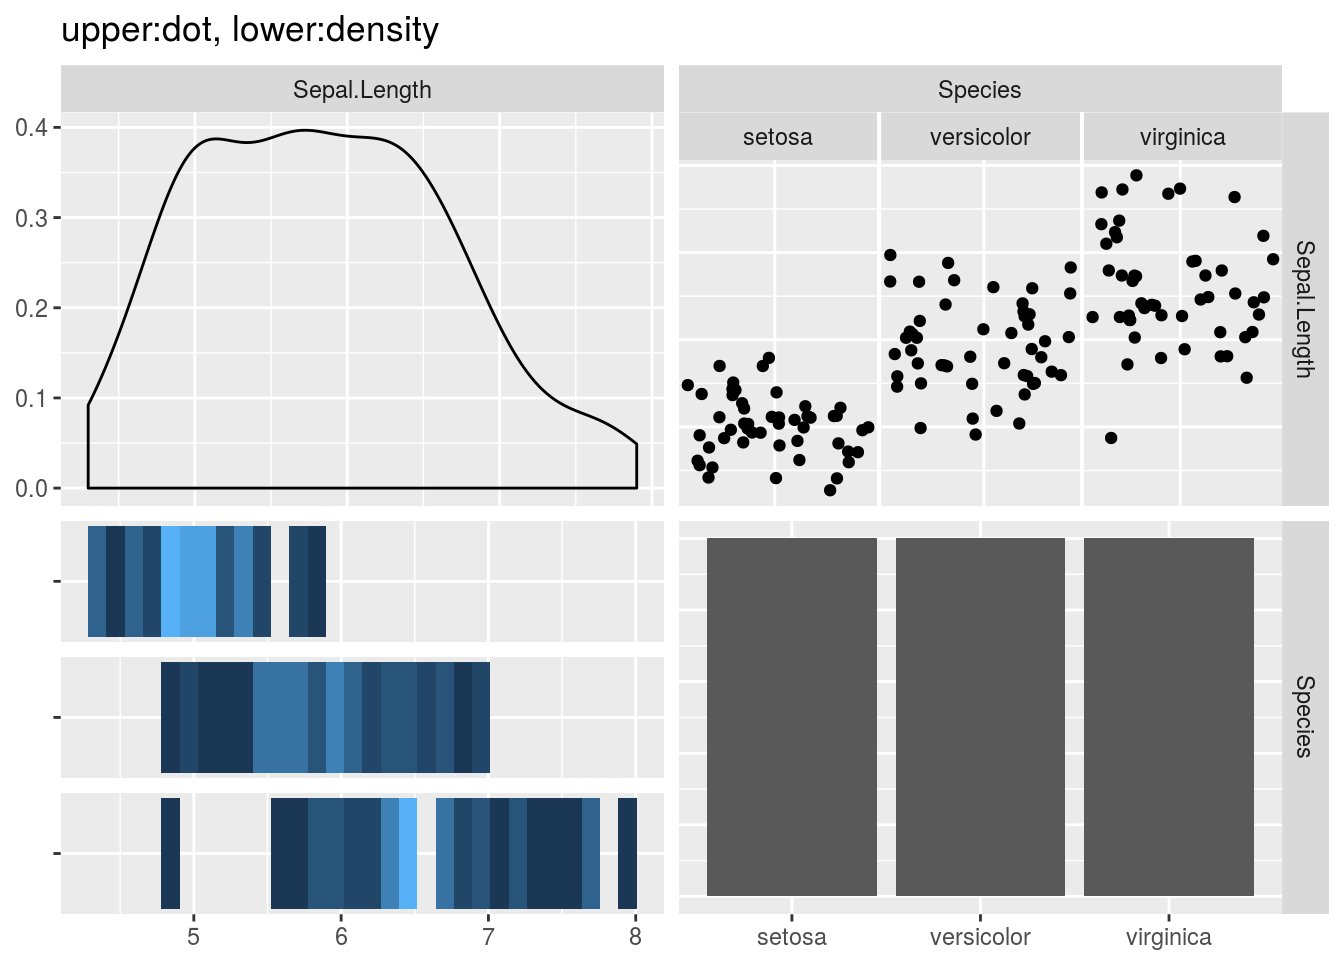 upper:dot, lower:density
Sepal.Length
Species
setosa
versicolor
virginica
0.4
0.3
0.2
0.1
0.0
Sepal.Length
Species
5
6
7
8
setosa
versicolor
virginica